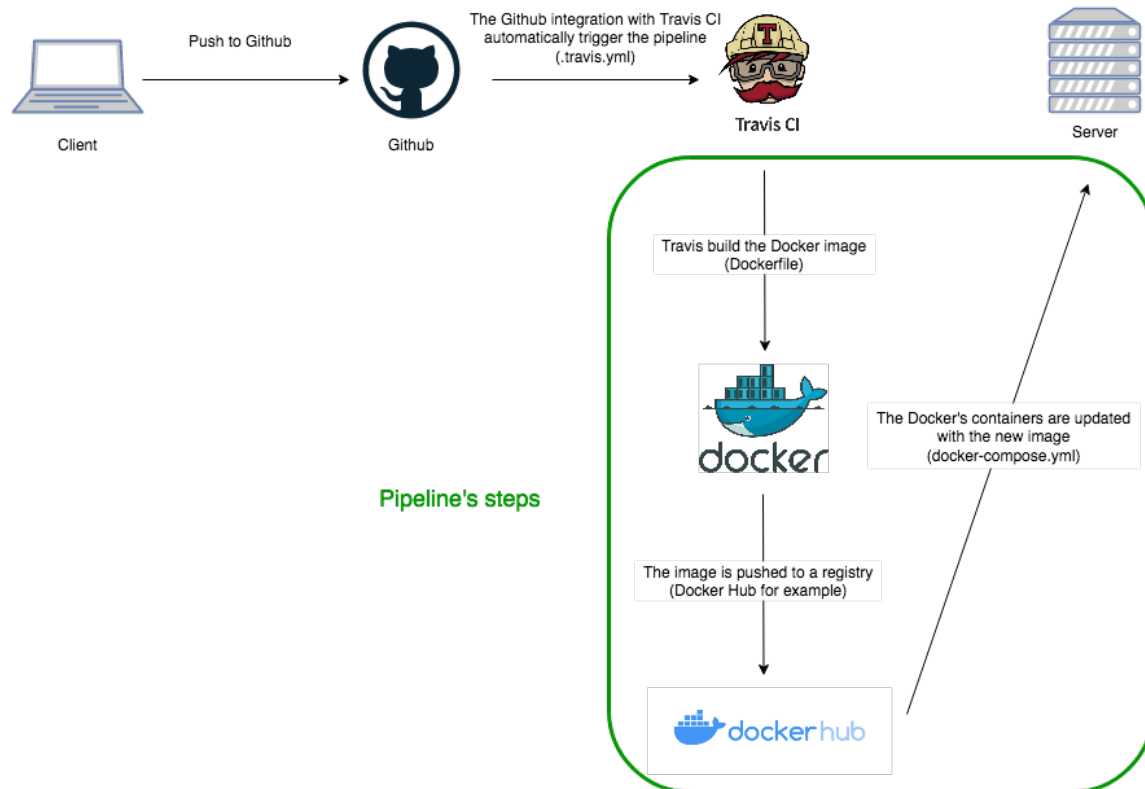 Push to Github
The Github integration with Travis CI
automatically trigger the pipeline
(.travis.yml)
T
Travis CI
Client
Github
Server
Travis build the Docker image
(Dockerfile)
docker
The Docker's containers are updated
with the new image
(docker-compose.yml)
Pipeline's steps
The image is pushed to a registry
(Docker Hub for example)
dockerhub